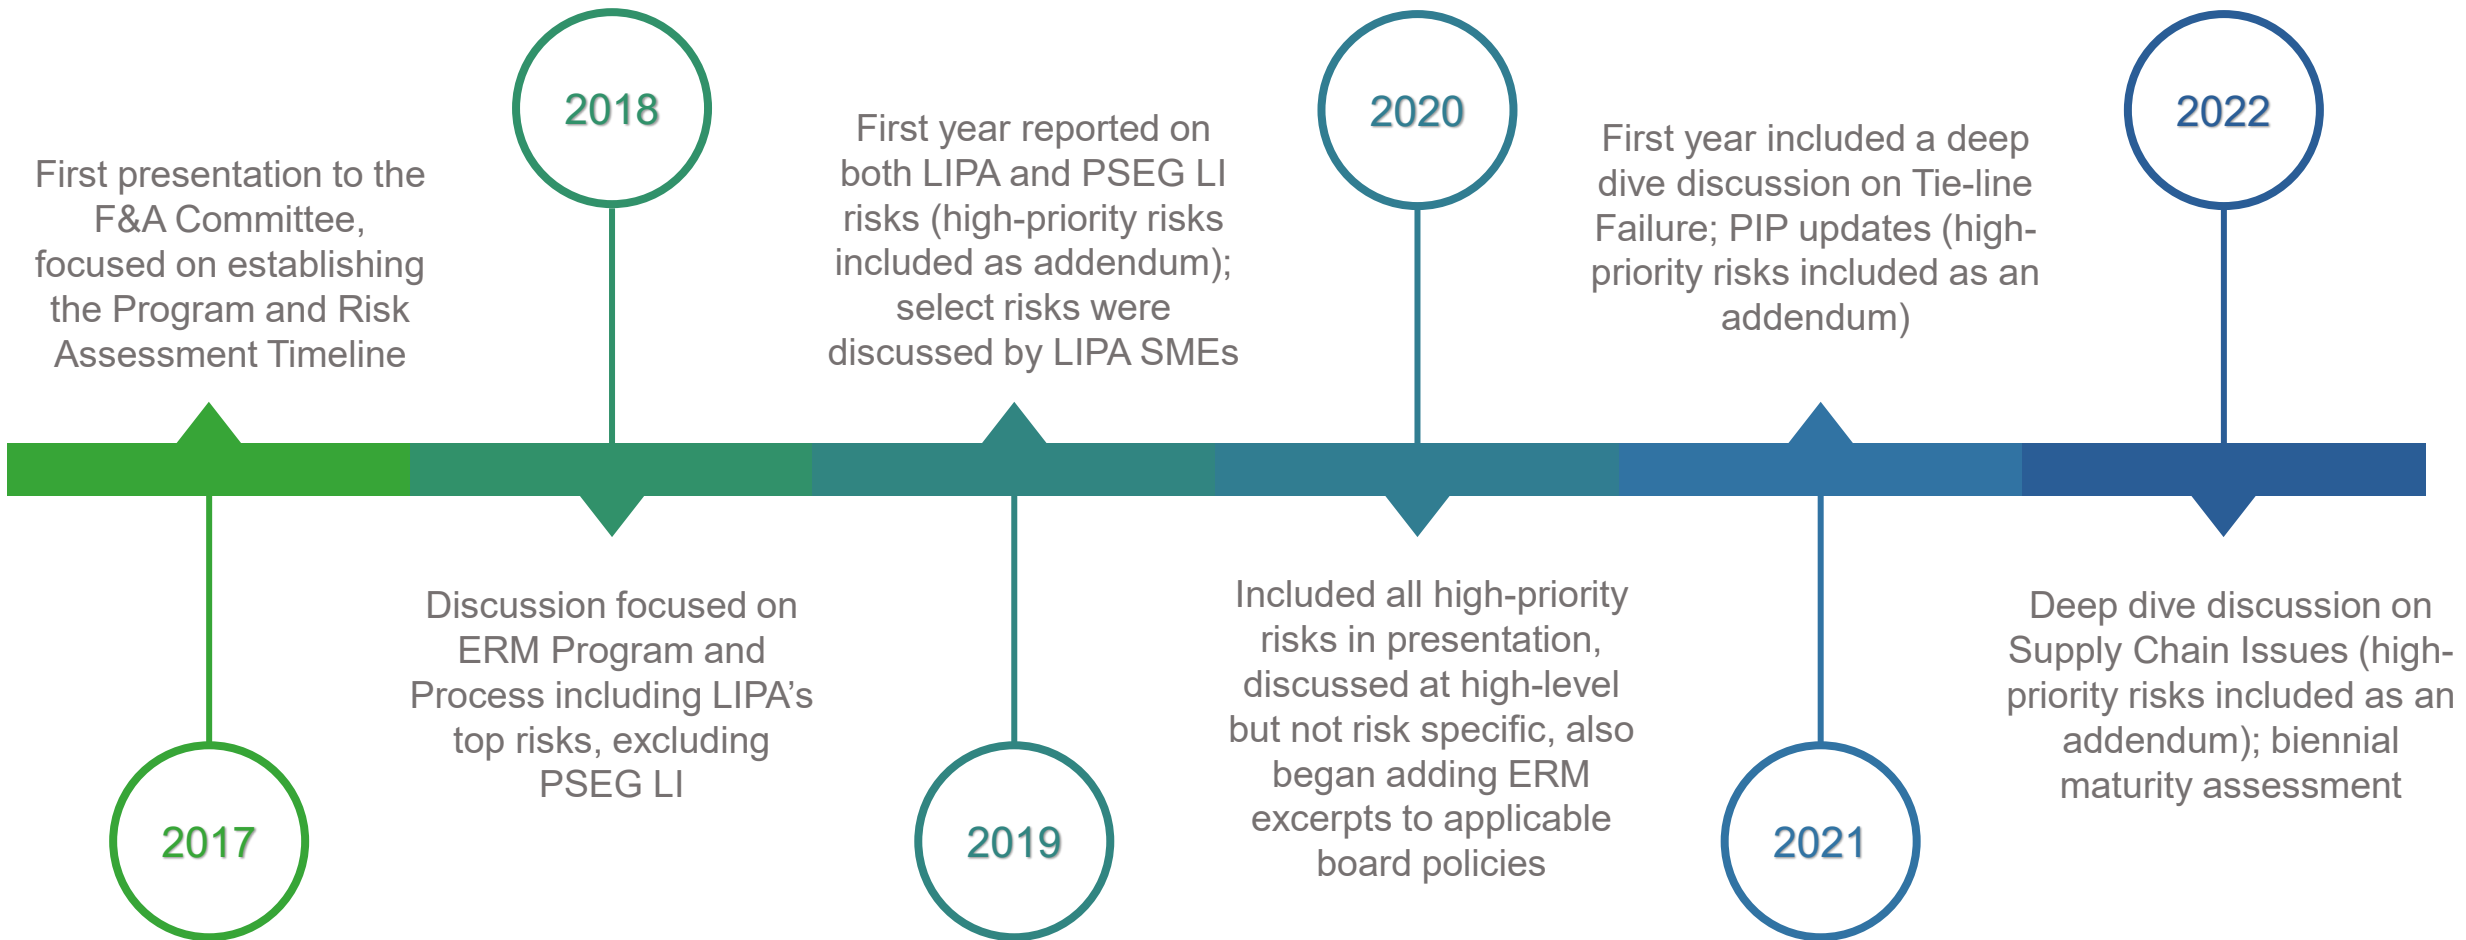 2017
First presentation to the
F&A Committee,
focused on establishing
the Program and Risk
Assessment Timeline
2018
Discussion focused on
ERM Program and
Process including LIPA’s
top risks, excluding
PSEG LI
2019
First year reported on
both LIPA and PSEG LI
risks (high-priority risks
included as addendum);
select risks were
discussed by LIPA SMEs
2020
Included all high-priority
risks in presentation,
discussed at high-level
but not risk specific, also
began adding ERM
excerpts to applicable
board policies
2021
First year included a deep
dive discussion on Tie-line
Failure; PIP updates (high-
priority risks included as an
addendum)
2022
Deep dive discussion on
Supply Chain Issues (high-
priority risks included as an
addendum); biennial
maturity assessment